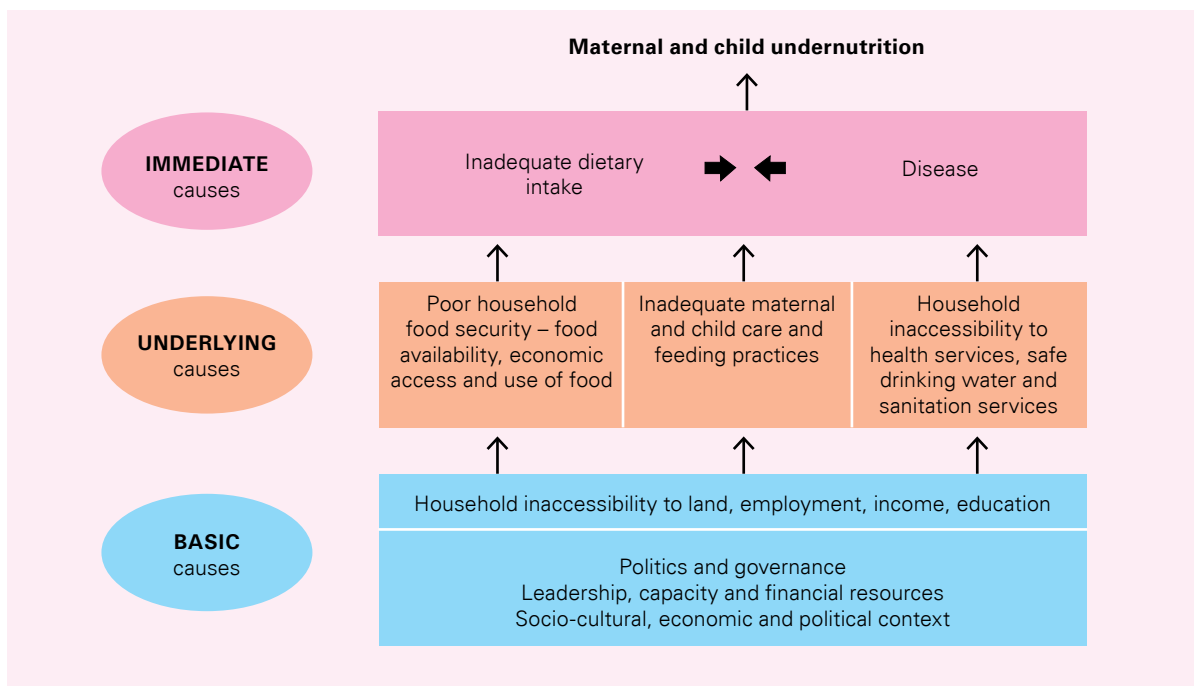 Maternal and child undernutrition
IMMEDIATE
causes
Inadequate dietary
intake
Disease
UNDERLYING
causes
Poor household
food security – food
availability, economic
access and use of food
Inadequate maternal
and child care and
feeding practices
Household
inaccessibility to
health services, safe
drinking water and
sanitation services
BASIC
causes
Household inaccessibility to land, employment, income, education
Politics and governance
Leadership, capacity and financial resources
Socio-cultural, economic and political context